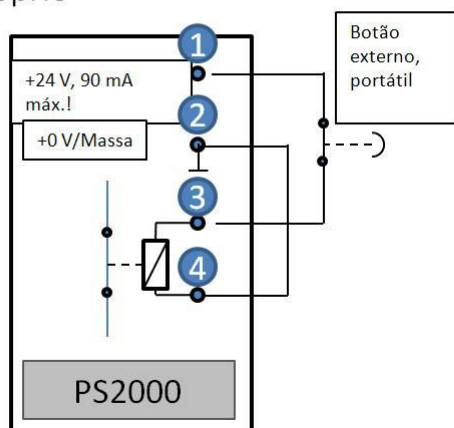 1
+24 V, 90 mA
máx.!
2
+0 V/Massa
3
4
PS2000
Botão
externo,
portátil